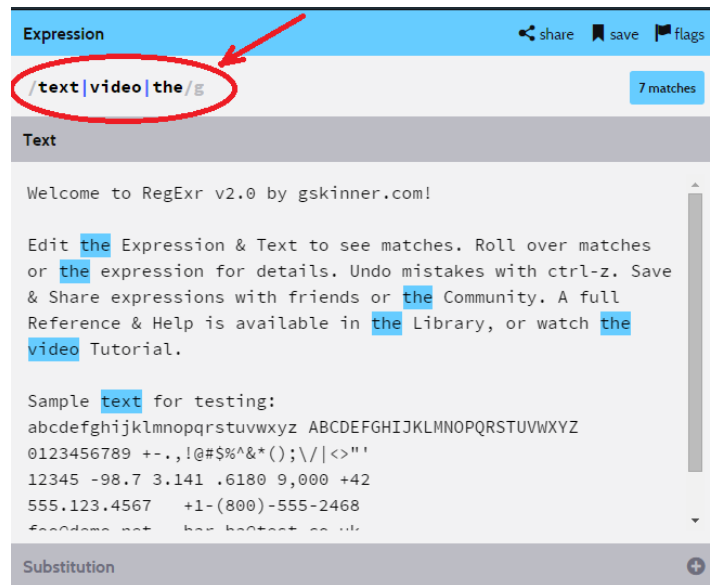 Expression share save flags
/text|video|the/g 7 matches
Text
Welcome to RegExr v2.0 by gskinner.com!
Edit the Expression & Text to see matches. Roll over matches
or the expression for details. Undo mistakes with ctrl-z. Save
& Share expressions with friends or the Community. A full
Reference & Help is available in the Library, or watch the
video Tutorial.
Sample text for testing:
abcdefghijklmnopqrstuvwxyz ABCDEFGHIJKLMNOPQRSTUVWXYZ
0123456789 +-.,!@#$%^&*();\/|<>"'
12345 -98.7 3.141 .6180 9,000 +42
555.123.4567 +1-(800)-555-2468
Substitution